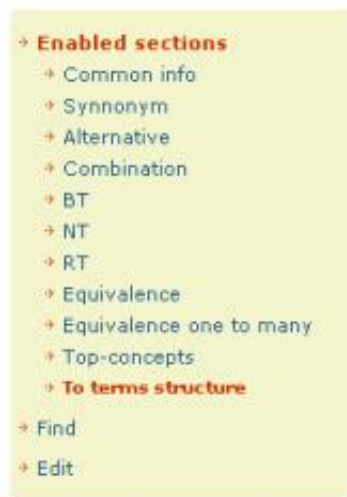 Enabled sections
Common info
Synnonym
Alternative
Combination
BT
NT
RT
Equivalence
Equivalence one to many
Top-concepts
To terms structure
Find
Edit